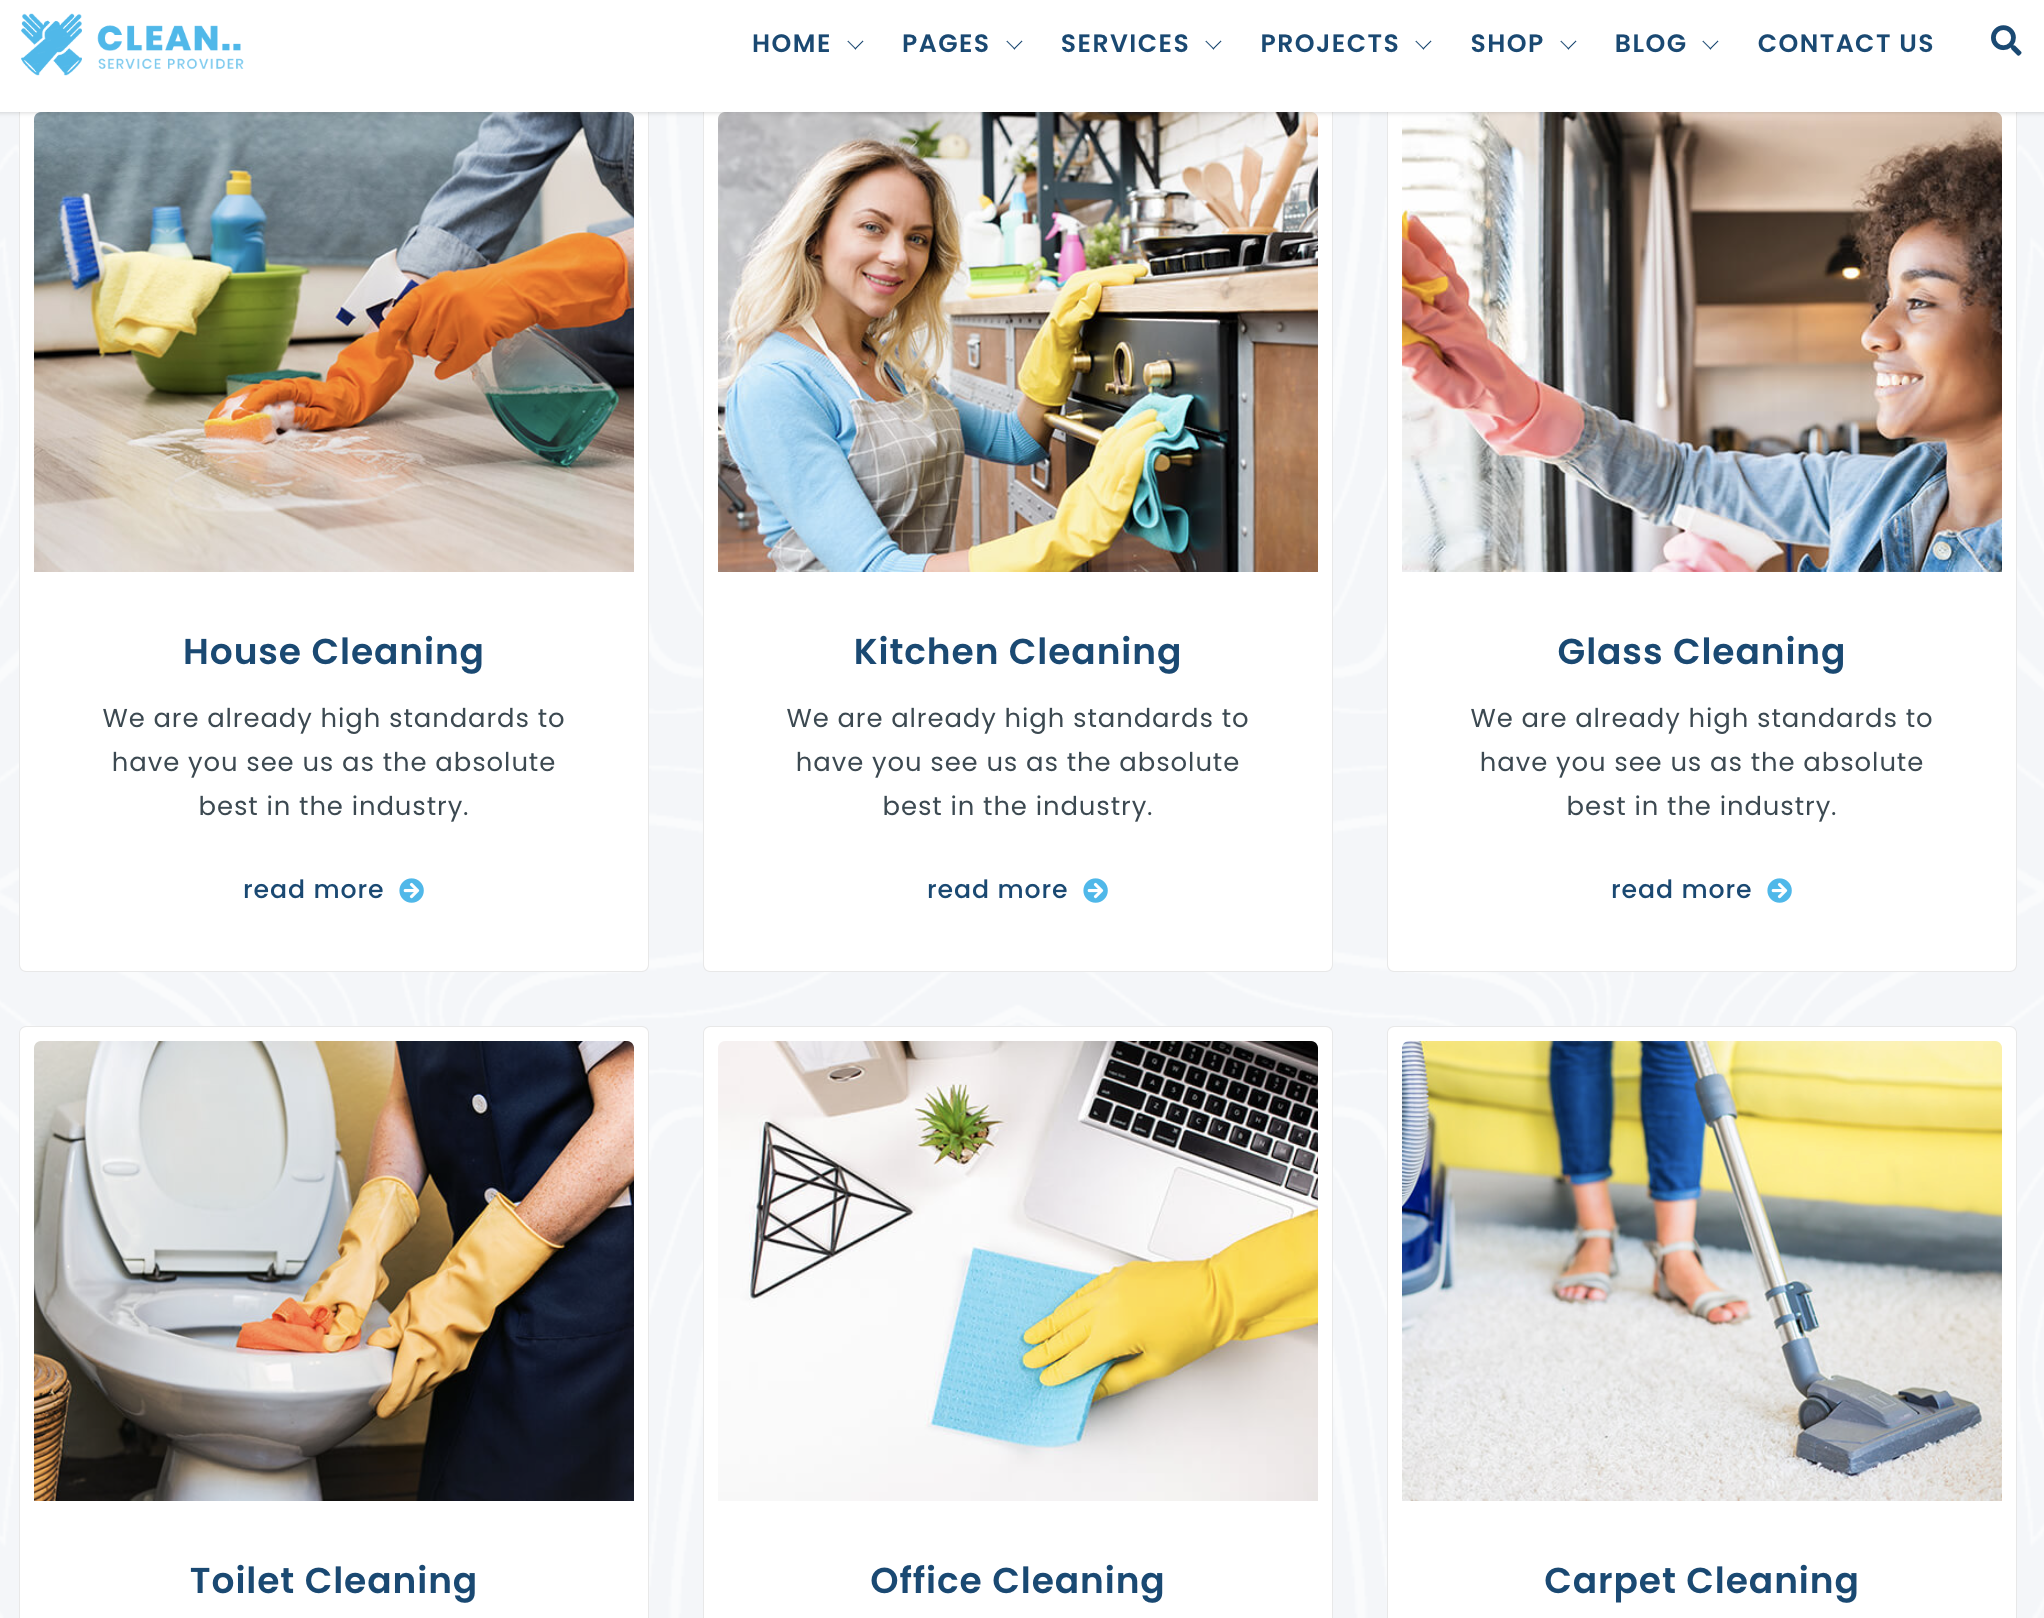 CLEAN..
SERVICE PROVIDER
HOME
PAGES
SERVICES
PROJECTS
SHOP
BLOG
CONTACT US
House Cleaning
We are already high standards to
have you see us as the absolute
best in the industry.
read more
Kitchen Cleaning
We are already high standards to
have you see us as the absolute
best in the industry.
read more
Glass Cleaning
We are already high standards to
have you see us as the absolute
best in the industry.
read more
Toilet Cleaning
Office Cleaning
Carpet Cleaning